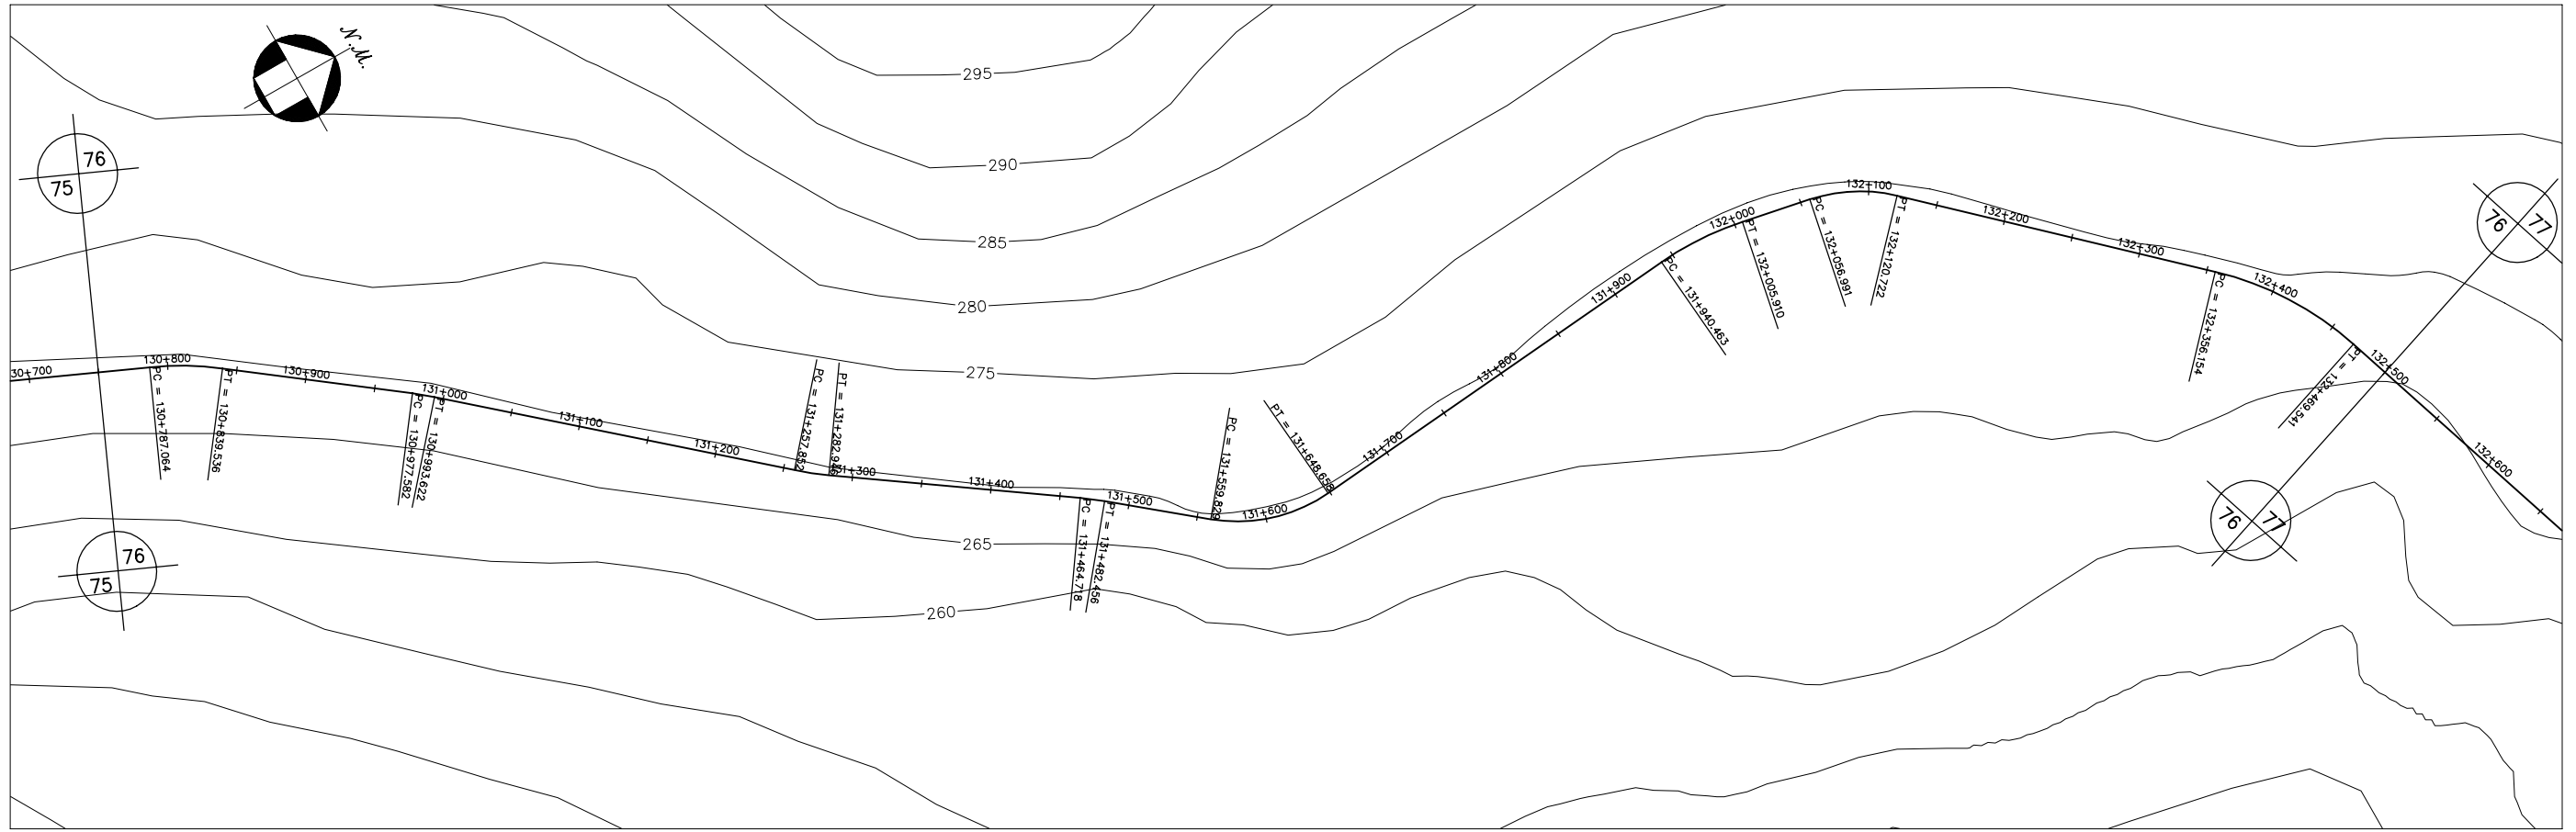 N.M.
295
290
285
280
275
265
260
76
75
76
75
76
77
76
77
30+700
130+800
PC = 130+787.064
PT = 130+839.536
130+900
131+000
PC = 130+977.582
PT = 130+993.622
131+100
131+200
PC = 131+257.852
PT = 131+282.946
131+300
131+400
PC = 131+464.718
PT = 131+482.456
131+500
PC = 131+559.829
131+600
PT = 131+648.658
131+700
131+800
131+900
PC = 131+940.463
132+000
PT = 132+005.910
PC = 132+056.991
132+100
PT = 132+120.722
132+200
132+300
PC = 132+356.154
132+400
PT = 132+469.541
132+500
132+600